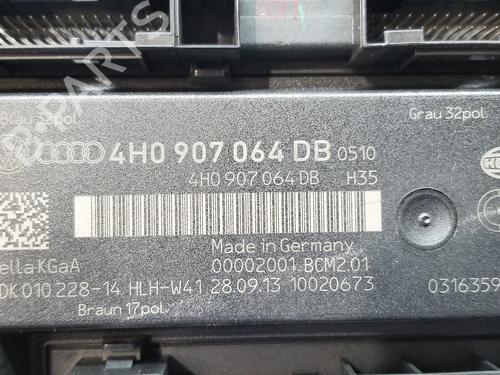 Blau 32pol.
Grau 32pol.
4H0 907 064 DB 0510
4H0 907 064 DB H35
Made in Germany
ella KGaA
00002001 BCM2.01
DK 010 228-14 HLH-W41 28.09.13 10020673
0316359
Braun 17pol.